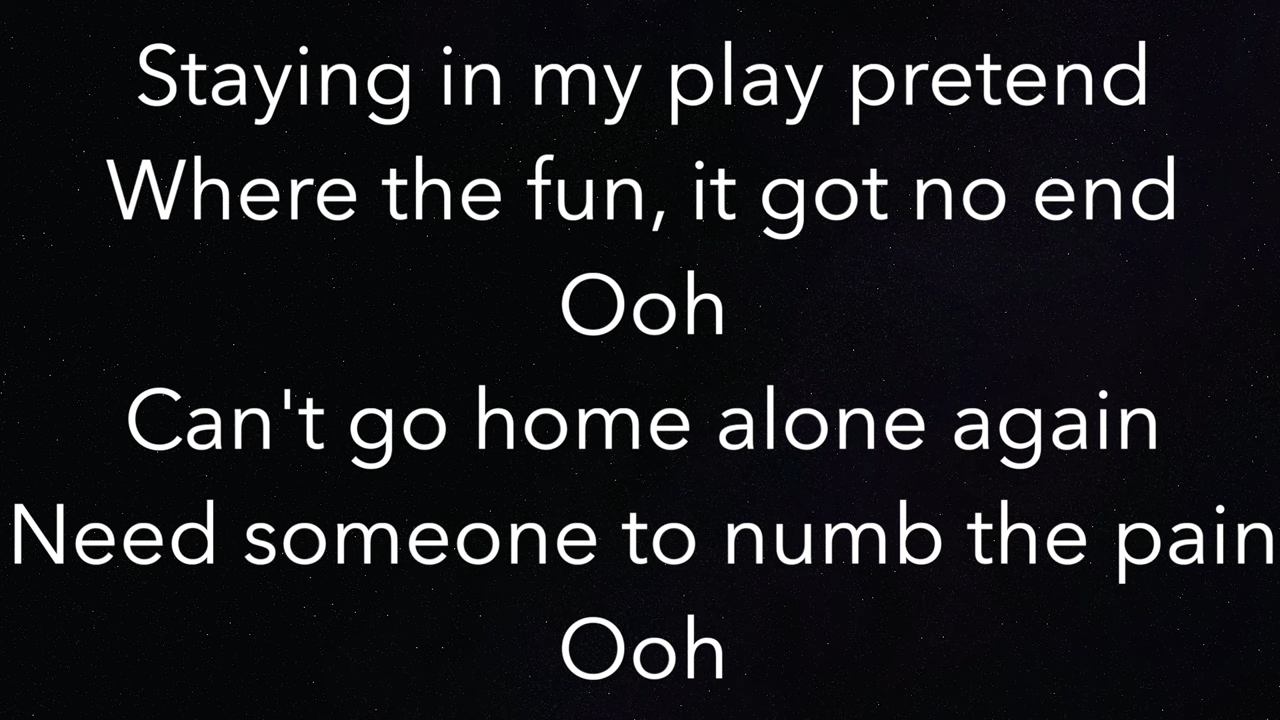 Staying in my play pretend
Where the fun, it got no end
Ooh
Can't go home alone again
Need someone to numb the pain
Ooh